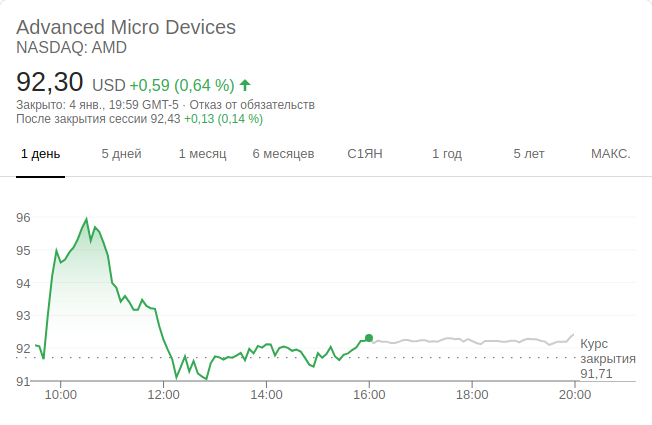 Advanced Micro Devices
NASDAQ: AMD
92,30 USD +0,59 (0,64 %)
Закрыто: 4 янв., 19:59 GMT-5 · Отказ от обязательств
После закрытия сессии 92,43 +0,13 (0,14 %)
1 день 5 дней 1 месяц 6 месяцев С1ЯН 1 год 5 лет МАКС.
96
95
94
93
92
91
Курс
закрытия
91,71
10:00 12:00 14:00 16:00 18:00 20:00